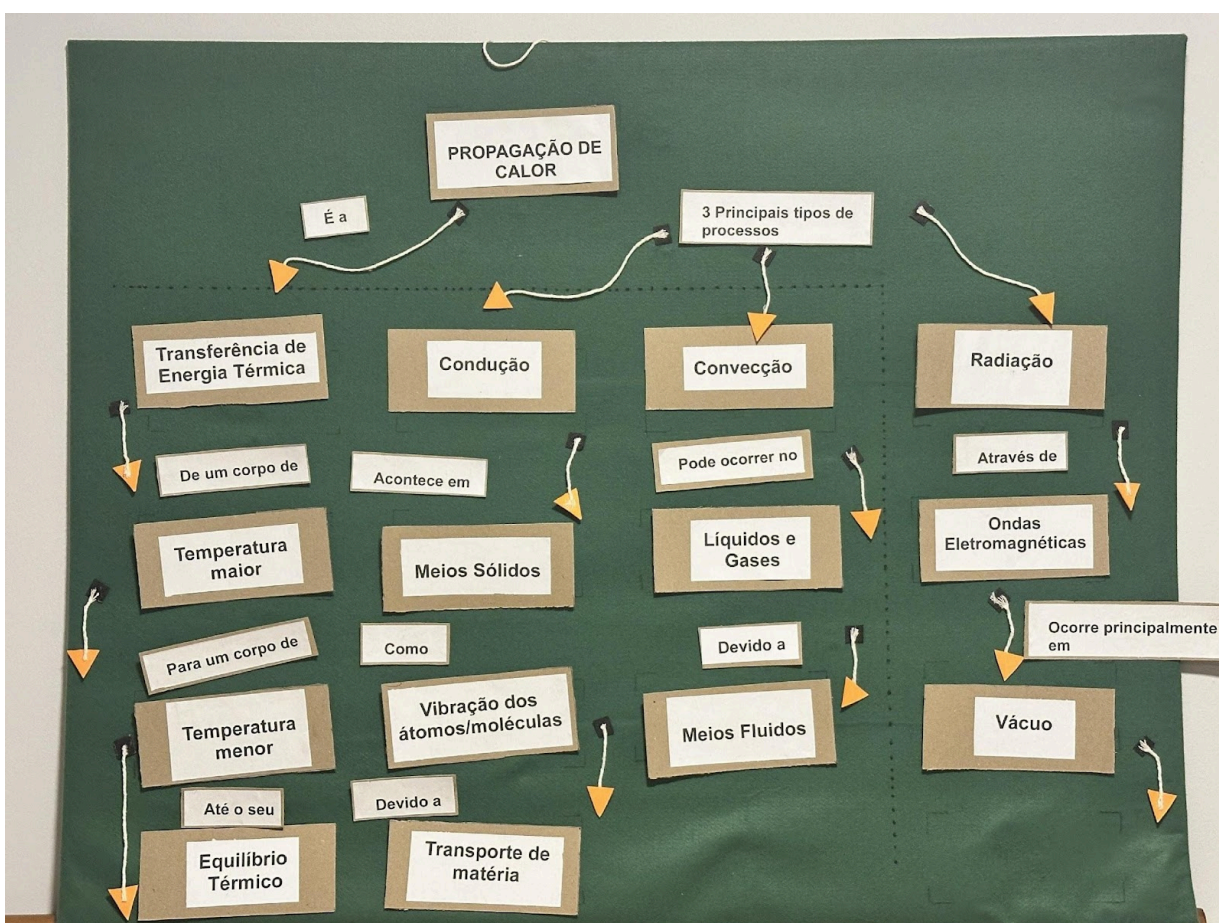 PROPAGAÇÃO DE
CALOR
É a
3 Principais tipos de
processos
Transferência de
Energia Térmica
De um corpo de
Temperatura
maior
Para um corpo de
Temperatura
menor
Até o seu
Equilíbrio
Térmico
Condução
Acontece em
Meios Sólidos
Como
Vibração dos
átomos/moléculas
Devido a
Transporte de
matéria
Convecção
Pode ocorrer no
Líquidos e
Gases
Devido a
Meios Fluidos
Radiação
Através de
Ondas
Eletromagnéticas
Ocorre principalmente
em
Vácuo